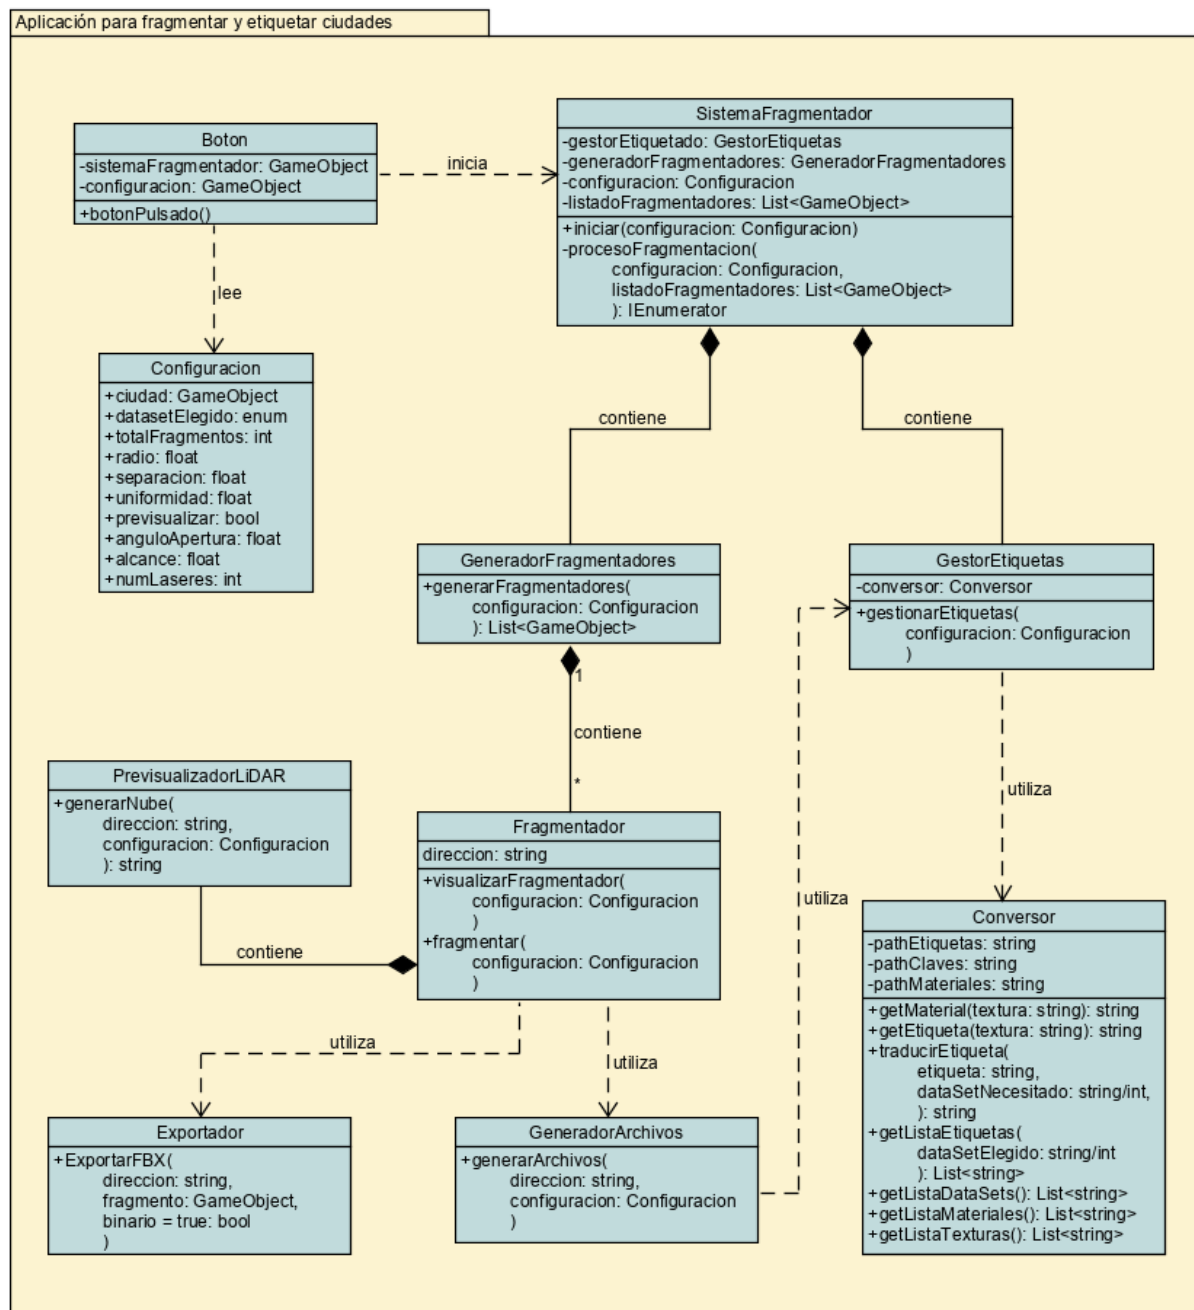 Aplicación para fragmentar y etiquetar ciudades
Boton
-sistemaFragmentador: GameObject
-configuracion: GameObject
+botonPulsado()
inicia
SistemaFragmentador
-gestorEtiquetado: GestorEtiquetas
-generadorFragmentadores: GeneradorFragmentadores
-configuracion: Configuracion
-listadoFragmentadores: List<GameObject>
+iniciar(configuracion: Configuracion)
-procesoFragmentacion(
configuracion: Configuracion,
listadoFragmentadores: List<GameObject>
): IEnumerator
lee
Configuracion
+ciudad: GameObject
+datasetElegido: enum
+totalFragmentos: int
+radio: float
+separacion: float
+uniformidad: float
+previsualizar: bool
+anguloApertura: float
+alcance: float
+numLaseres: int
contiene
contiene
GeneradorFragmentadores
+generarFragmentadores(
configuracion: Configuracion
): List<GameObject>
GestorEtiquetas
-conversor: Conversor
+gestionarEtiquetas(
configuracion: Configuracion
)
1
contiene
*
PrevisualizadorLiDAR
+generarNube(
direccion: string,
configuracion: Configuracion
): string
contiene
Fragmentador
direccion: string
+visualizarFragmentador(
configuracion: Configuracion
)
+fragmentar(
configuracion: Configuracion
)
utiliza
utiliza
Conversor
-pathEtiquetas: string
-pathClaves: string
-pathMateriales: string
+getMaterial(textura: string): string
+getEtiqueta(textura: string): string
+traducirEtiqueta(
etiqueta: string,
dataSetNecesitado: string/int,
): string
+getListaEtiquetas(
dataSetElegido: string/int
): List<string>
+getListaDataSets(): List<string>
+getListaMateriales(): List<string>
+getListaTexturas(): List<string>
utiliza
utiliza
Exportador
+ExportarFBX(
direccion: string,
fragmento: GameObject,
binario = true: bool
)
GeneradorArchivos
+generarArchivos(
direccion: string,
configuracion: Configuracion
)